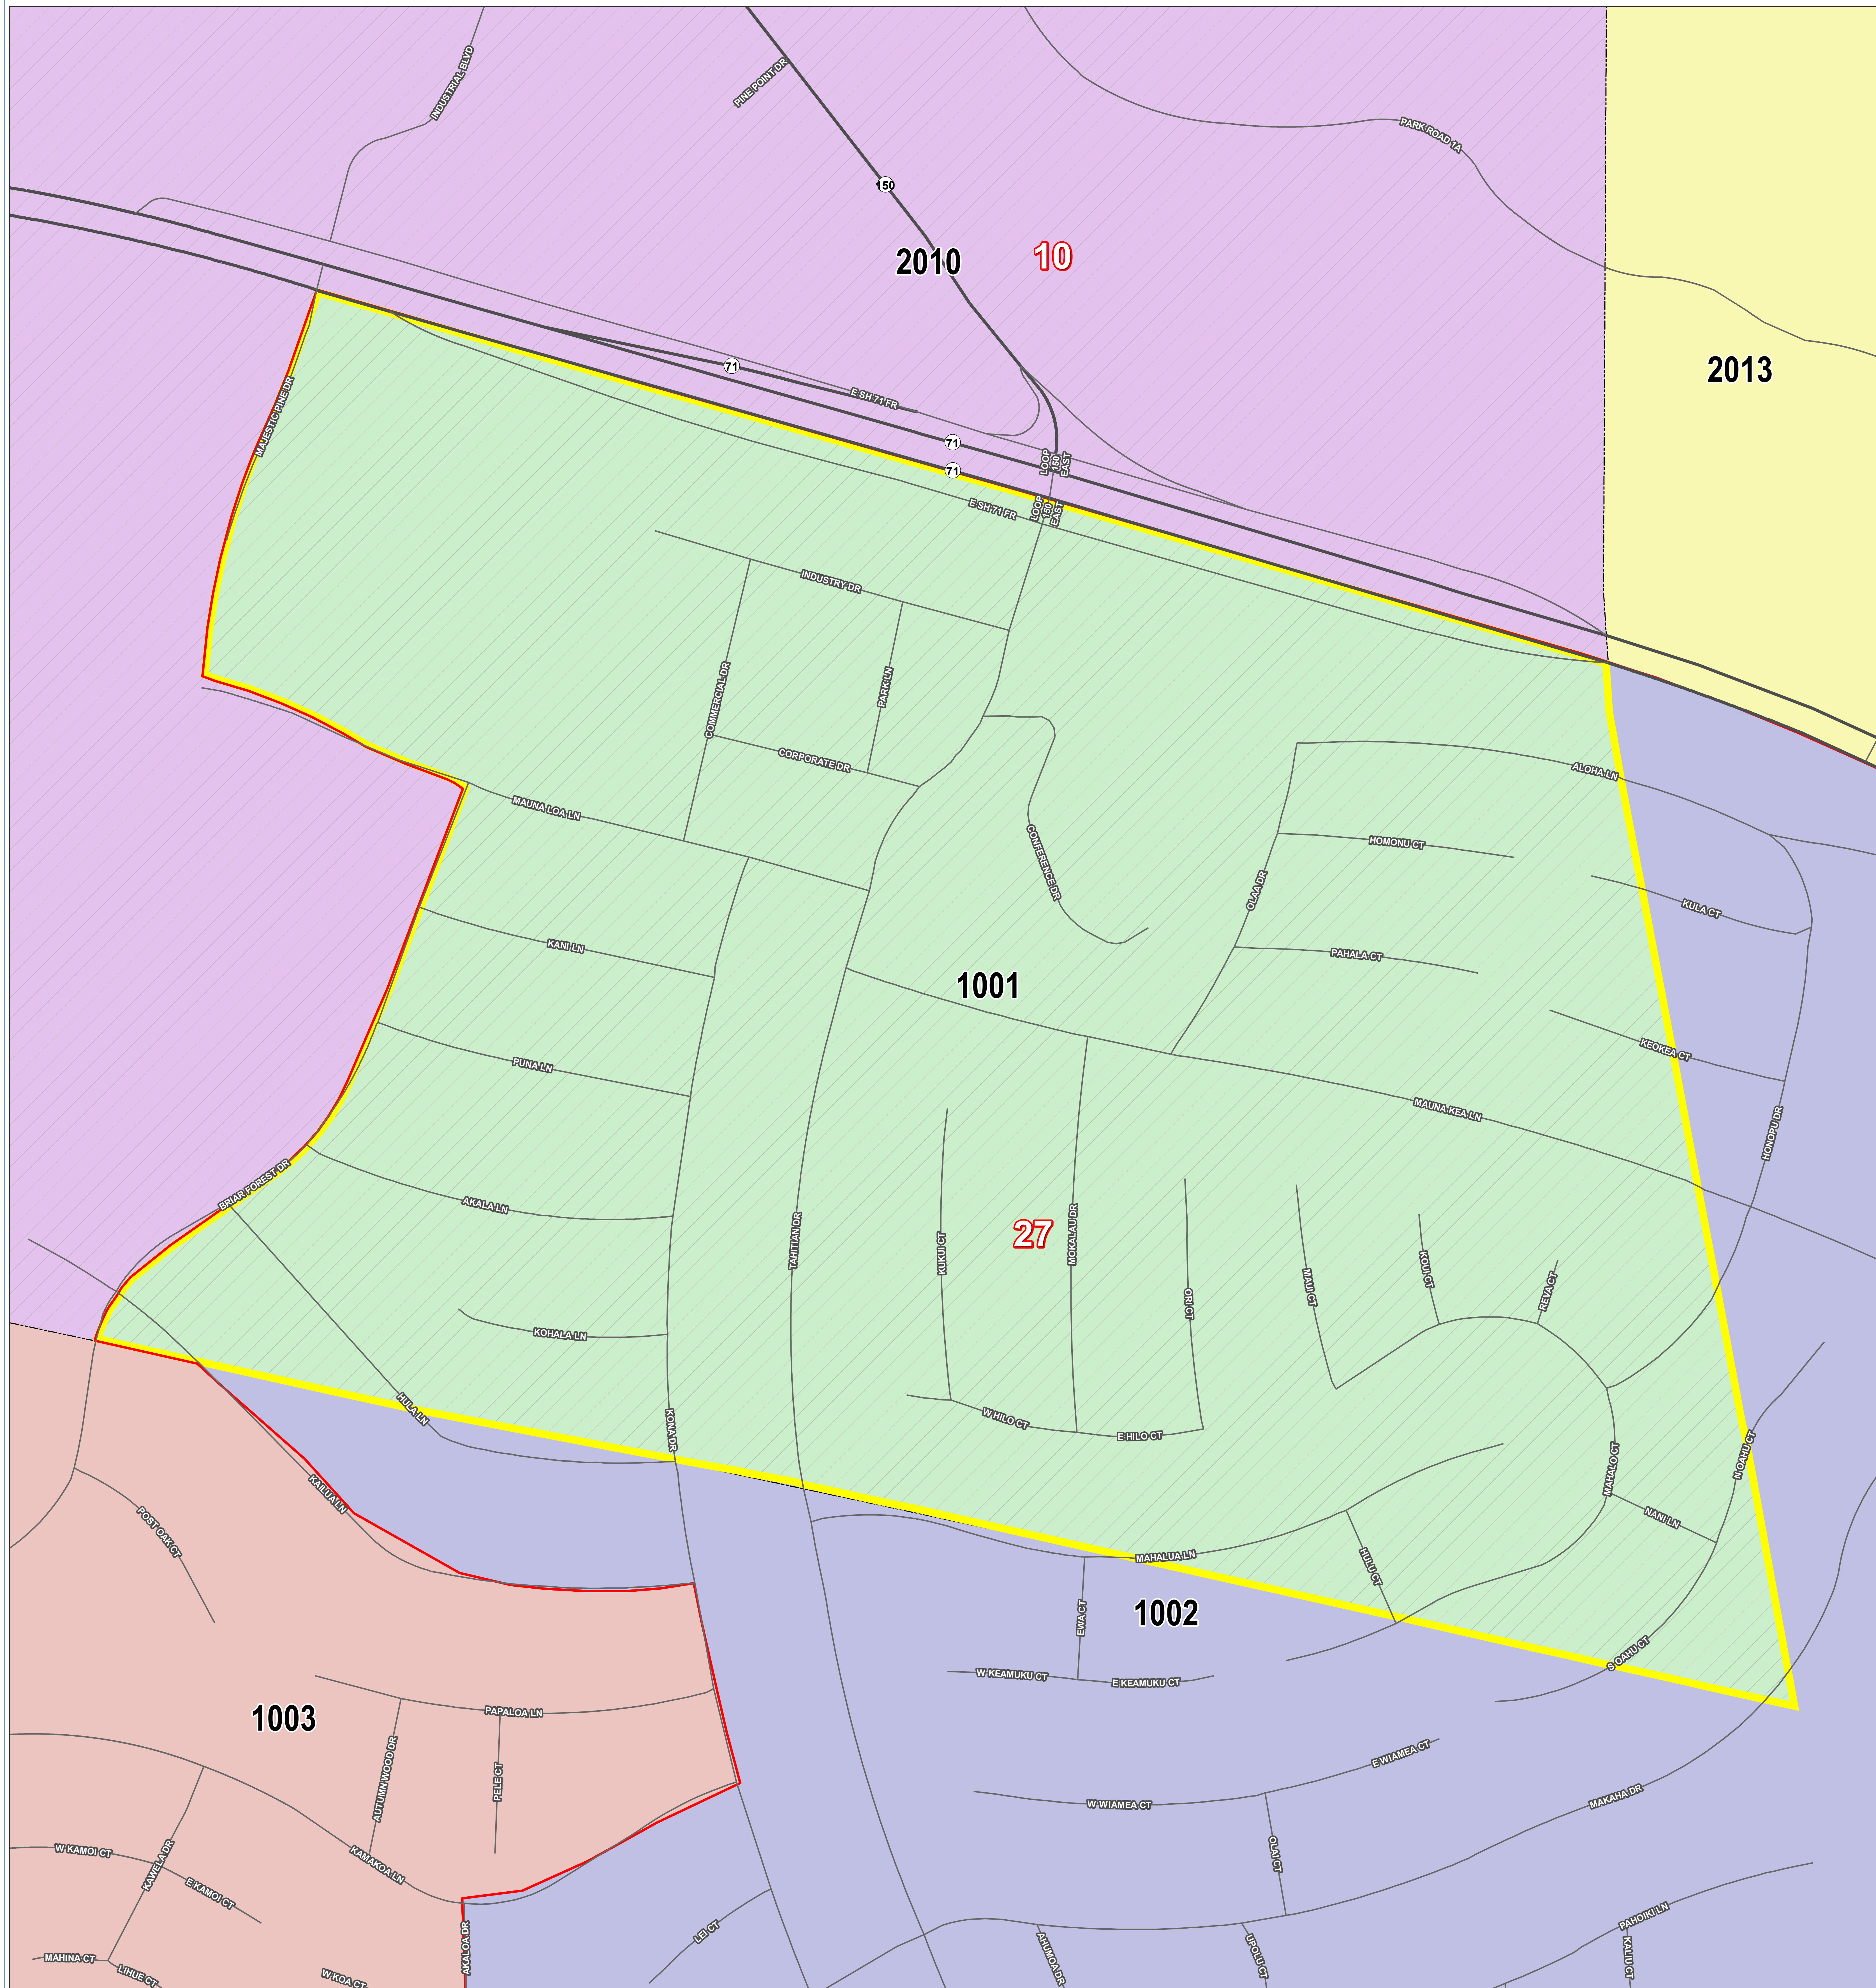 INDUSTRIAL BLVD
PINE POINT DR
PARK ROAD 1A
150
2010
10
2013
71
E SH 71 FR
MAJESTIC PINE DR
71
LOOP
150
EAST
71
E SH 71 FR
LOOP
150
EAST
INDUSTRY DR
COMMERCIAL DR
PARK LN
CORPORATE DR
ALOHA LN
MAUNA LOA LN
CONFERENCE DR
HOMONU CT
OLAA DR
KULA CT
KANI LN
PAHALA CT
1001
KEOKEA CT
PUNA LN
MAUNA KEA LN
HONOPU DR
BRIAR FOREST DR
AKALA LN
TAHITIAN DR
KUKUI CT
27
MOKALAU DR
ORI CT
MAUI CT
KOUI CT
REVA CT
KOHALA LN
HULA LN
KONA DR
W HILO CT
E HILO CT
MAHALO CT
N OAHU CT
KAILUA LN
POST OAK CT
NANI LN
MAHALUA LN
HULU CT
EWA CT
1002
S OAHU CT
W KEAMUKU CT
E KEAMUKU CT
1003
PAPALOA LN
AUTUMN WOOD DR
PELE CT
E WIAMEA CT
W WIAMEA CT
MAKAHA DR
W KAMOI CT
KAWELA DR
KAMAKOA LN
OLAI CT
E KAMOI CT
PAHOIKI LN
LEI CT
AKALOA DR
AHUMOA DR
UPOLU CT
KALIU CT
MAHINA CT
LIHUE CT
W KOA CT